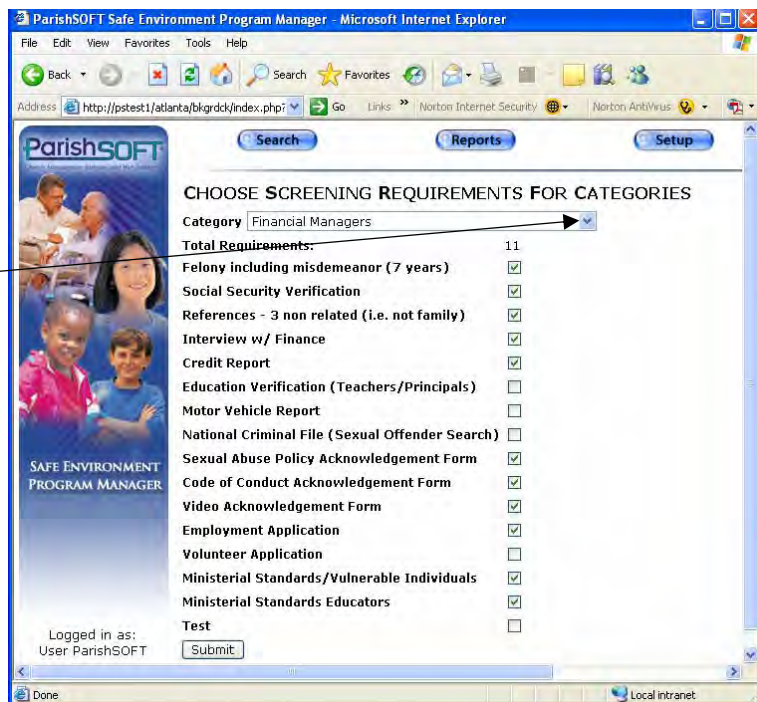 ParishSOFT Safe Environment Program Manager - Microsoft Internet Explorer
File Edit View Favorites Tools Help
Back Search Favorites
Address http://pstest1/atlanta/bkgrdck/index.php? Go Links » Norton Internet Security Norton AntiVirus
ParishSOFT
Search Reports Setup
CHOOSE SCREENING REQUIREMENTS FOR CATEGORIES
Category Financial Managers
Total Requirements: 11
Felony including misdemeanor (7 years)
Social Security Verification
References - 3 non related (i.e. not family)
Interview w/ Finance
Credit Report
Education Verification (Teachers/Principals)
Motor Vehicle Report
National Criminal File (Sexual Offender Search)
Sexual Abuse Policy Acknowledgement Form
Code of Conduct Acknowledgement Form
Video Acknowledgement Form
Employment Application
Volunteer Application
Ministerial Standards/Vulnerable Individuals
Ministerial Standards Educators
Test
Submit
SAFE ENVIRONMENT
PROGRAM MANAGER
Logged in as:
User ParishSOFT
Done Local intranet